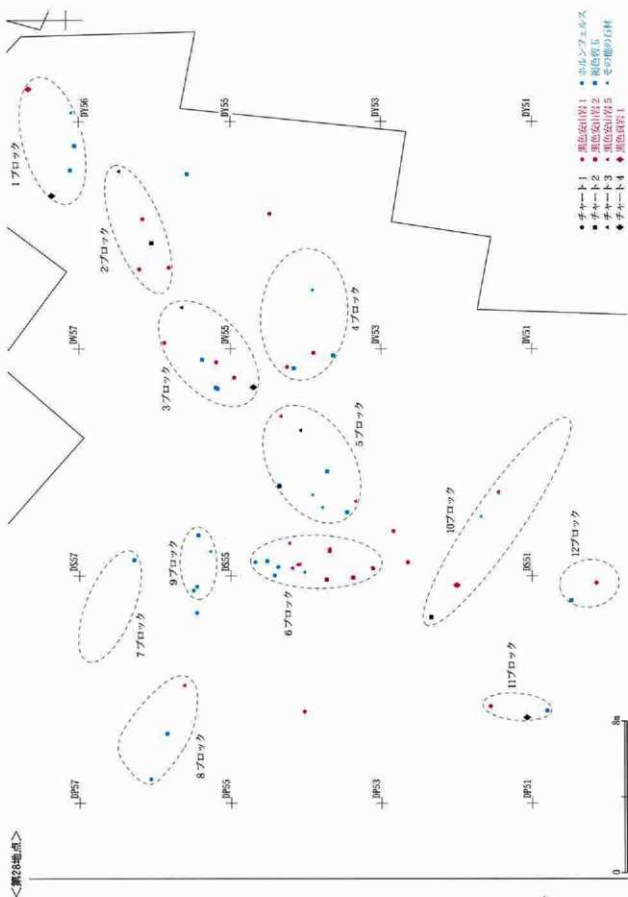 <第28地点>
1ブロック
2ブロック
3ブロック
4ブロック
5ブロック
6ブロック
7ブロック
8ブロック
9ブロック
10ブロック
11ブロック
12ブロック
DY56
DY55
DY53
DY51
DV57
DV55
DV53
DV51
DS57
DS55
DS51
DP57
DP55
DP53
DP51
チャート1
チャート2
チャート3
チャート4
黒色安山岩1
黒色安山岩2
黒色安山岩5
黒色頁岩1
ホルンフェルス
褐色碧玉
その他の石材
0
8m